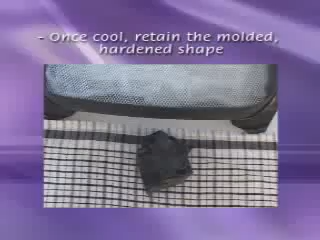 - Once cool, retain the molded,
hardened shape